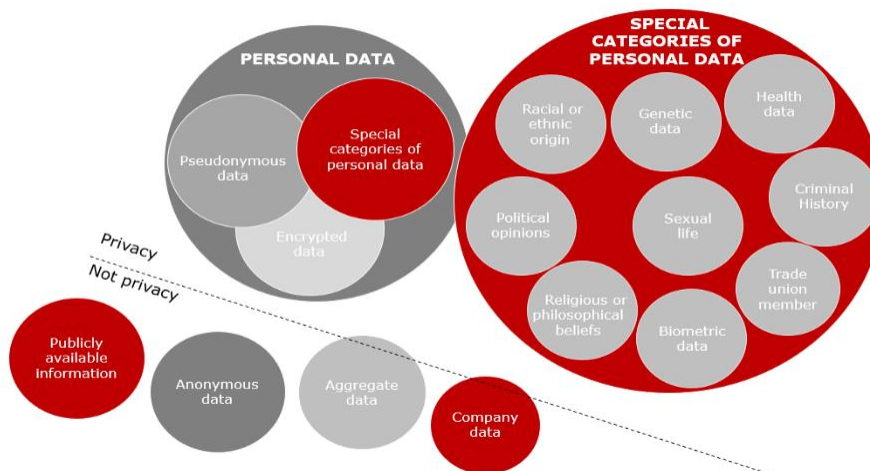 PERSONAL DATA
Pseudonymous
data
Special
categories of
personal data
Encrypted
data
SPECIAL
CATEGORIES OF
PERSONAL DATA
Racial or
ethnic
origin
Genetic
data
Health
data
Political
opinions
Sexual
life
Criminal
History
Religious or
philosophical
beliefs
Biometric
data
Trade
union
member
Privacy
Not privacy
Publicly
available
information
Anonymous
data
Aggregate
data
Company
data